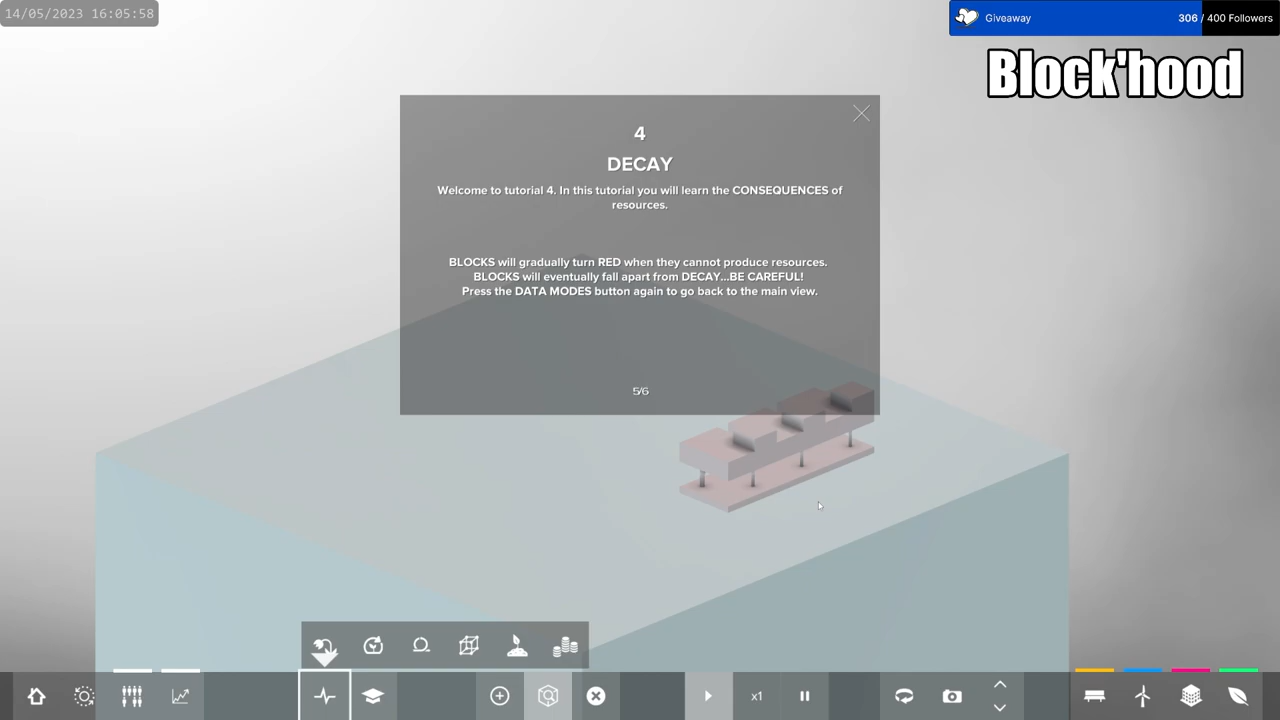 14/05/2023 16:05:58
Giveaway
306 / 400 Followers
Block'hood
4
DECAY
Welcome to tutorial 4. In this tutorial you will learn the CONSEQUENCES of
resources.
BLOCKS will gradually turn RED when they cannot produce resources.
BLOCKS will eventually fall apart from DECAY...BE CAREFUL!
Press the DATA MODES button again to go back to the main view.
5/6
x1